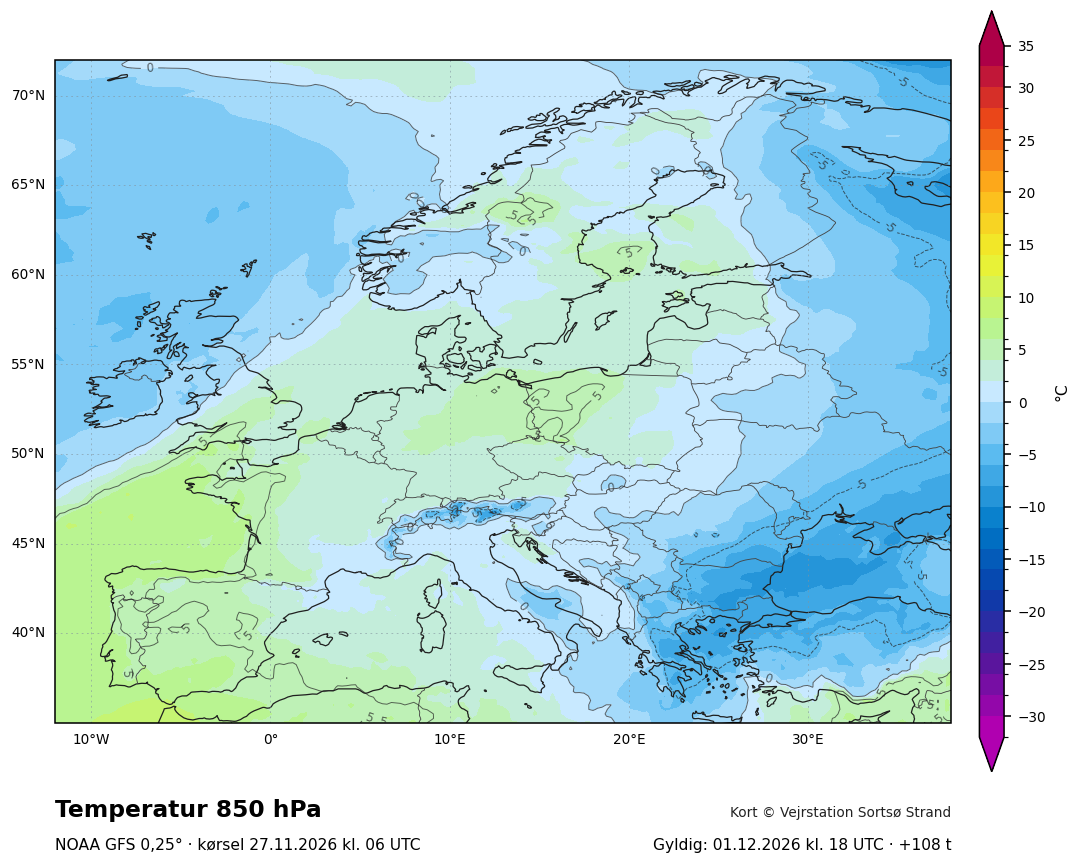 70°N
65°N
60°N
55°N
50°N
45°N
40°N
10°W
0°
10°E
20°E
30°E
35
30
25
20
15
10
5
0
−5
−10
−15
−20
−25
−30
°C
Temperatur 850 hPa
Kort © Vejrstation Sortsø Strand
NOAA GFS 0,25° · kørsel 27.11.2026 kl. 06 UTC
Gyldig: 01.12.2026 kl. 18 UTC · +108 t